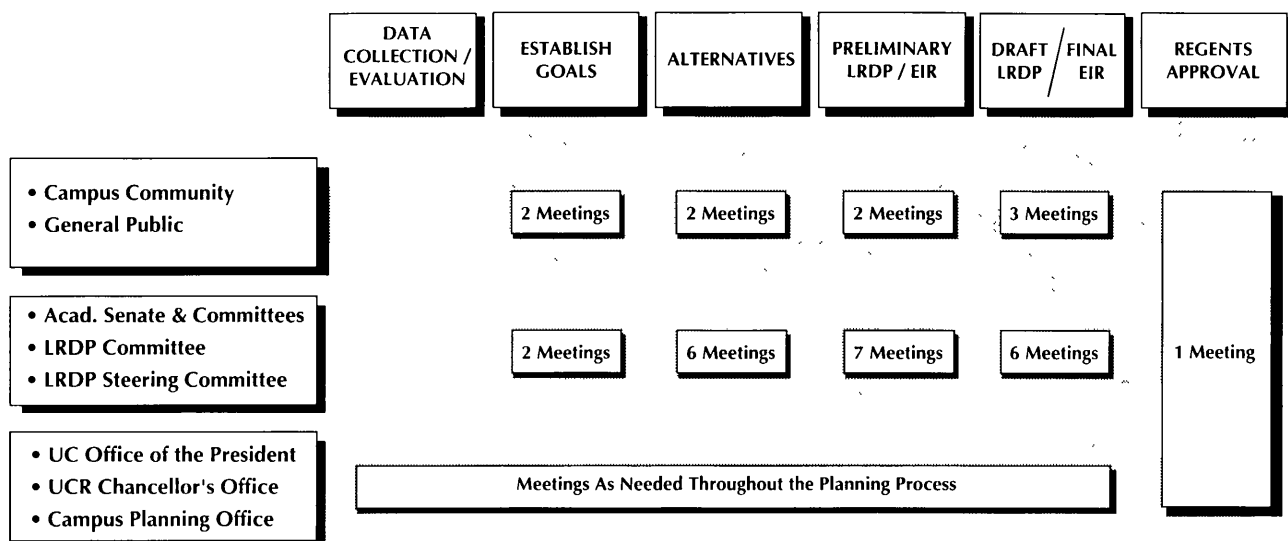 DATA
COLLECTION /
EVALUATION
ESTABLISH
GOALS
ALTERNATIVES
PRELIMINARY
LRDP / EIR
DRAFT / FINAL
LRDP / EIR
REGENTS
APPROVAL
• Campus Community
• General Public
2 Meetings
2 Meetings
2 Meetings
3 Meetings
• Acad. Senate & Committees
• LRDP Committee
• LRDP Steering Committee
2 Meetings
6 Meetings
7 Meetings
6 Meetings
1 Meeting
• UC Office of the President
• UCR Chancellor's Office
• Campus Planning Office
Meetings As Needed Throughout the Planning Process